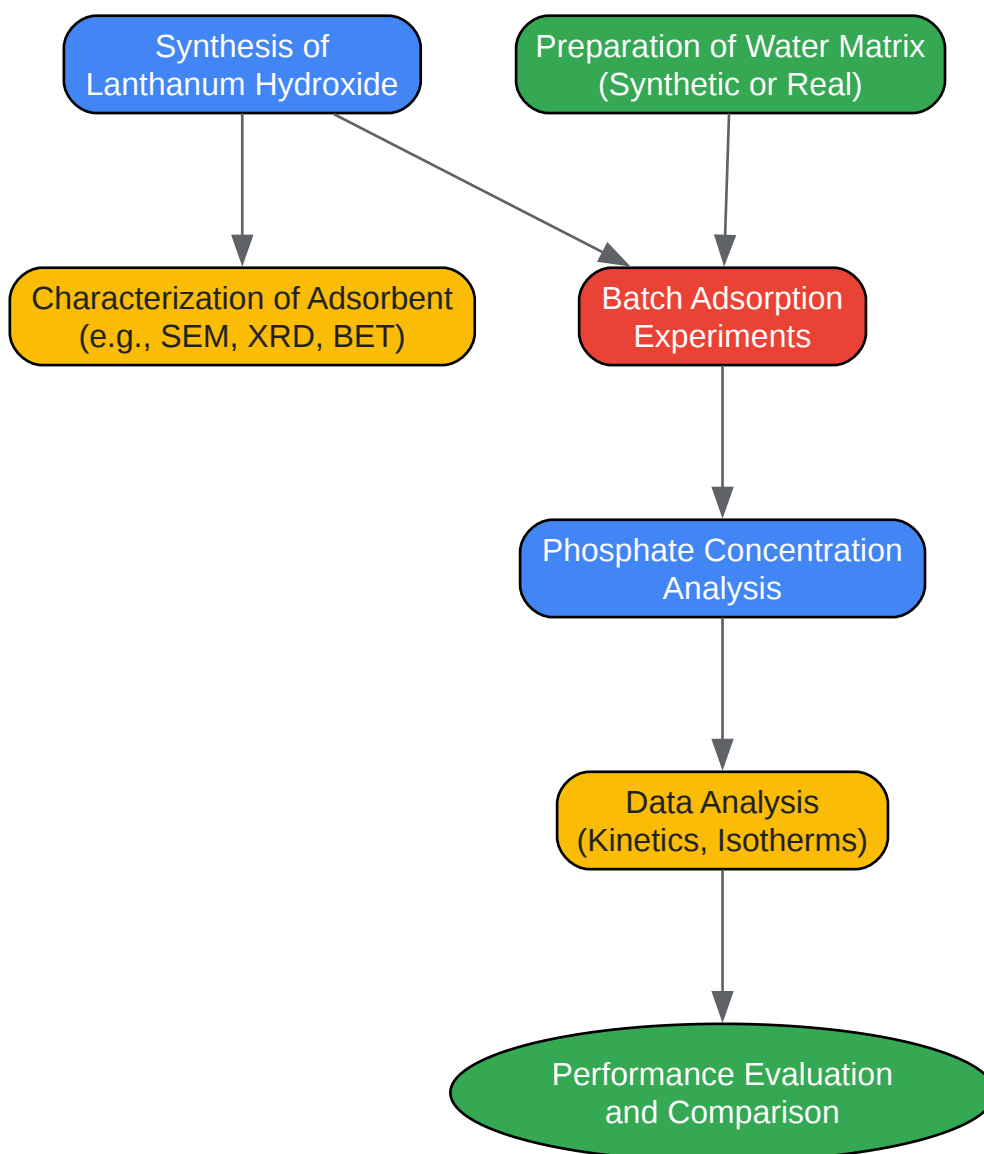 Synthesis of
Lanthanum Hydroxide
Preparation of Water Matrix
(Synthetic or Real)
Characterization of Adsorbent
(e.g., SEM, XRD, BET)
Batch Adsorption
Experiments
Phosphate Concentration
Analysis
Data Analysis
(Kinetics, Isotherms)
Performance Evaluation
and Comparison